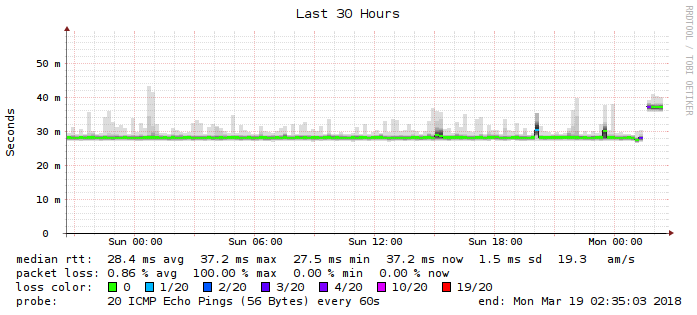 Last 30 Hours
RRDTOOL / TOBI OETIKER
Seconds
50 m
40 m
30 m
20 m
10 m
0
Sun 00:00 Sun 06:00 Sun 12:00 Sun 18:00 Mon 00:00
median rtt: 28.4 ms avg 37.2 ms max 27.5 ms min 37.2 ms now 1.5 ms sd 19.3 am/s
packet loss: 0.86 % avg 100.00 % max 0.00 % min 0.00 % now
loss color: 0 1/20 2/20 3/20 4/20 10/20 19/20
probe: 20 ICMP Echo Pings (56 Bytes) every 60s end: Mon Mar 19 02:35:03 2018